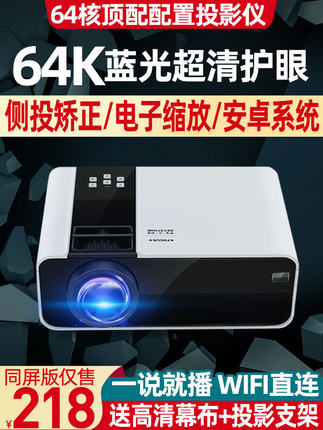 64核顶配配置投影仪
64K蓝光超清护眼
侧投矫正/电子缩放/安卓系统
KEYSTONE
FOCUS
同屏版仅售
¥218
一说就播 WIFI直连
送高清幕布+投影支架